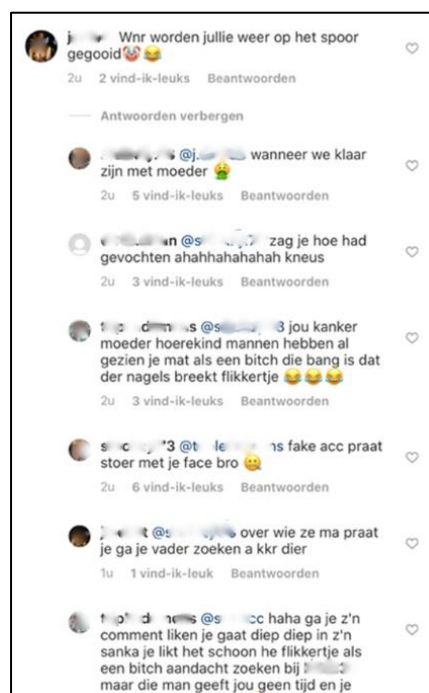 Wnr worden jullie weer op het spoor
gegooid🤡😂
2u 2 vind-ik-leuks Beantwoorden
Antwoorden verbergen
wanneer we klaar
zijn met moeder 🤮
2u 5 vind-ik-leuks Beantwoorden
zag je hoe had
gevochten ahahhahahahah kneus
2u 3 vind-ik-leuks Beantwoorden
jou kanker
moeder hoerekind mannen hebben al
gezien je mat als een bitch die bang is dat
der nagels breekt flikkertje 😂😂😂
2u 3 vind-ik-leuks Beantwoorden
fake acc praat
stoer met je face bro 🤐
2u 6 vind-ik-leuks Beantwoorden
over wie ze ma praat
je ga je vader zoeken a kkr dier
1u 1 vind-ik-leuk Beantwoorden
haha ga je z'n
comment liken je gaat diep diep in z'n
sanka je likt het schoon he flikkertje als
een bitch aandacht zoeken bij
maar die man geeft jou geen tijd en je